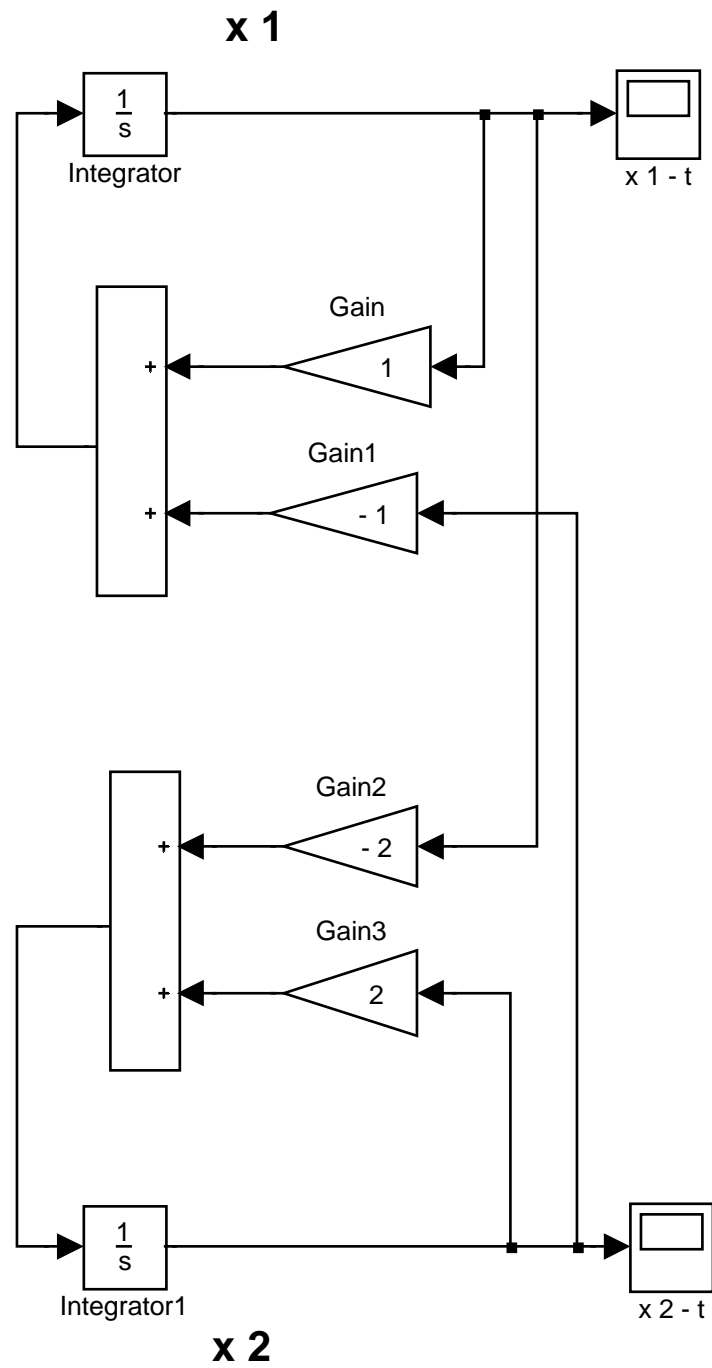 x 1
1
s
Integrator
x 1 - t
Gain
+
1
Gain1
+
- 1
Gain2
+
- 2
Gain3
+
2
1
s
Integrator1
x 2 - t
x 2